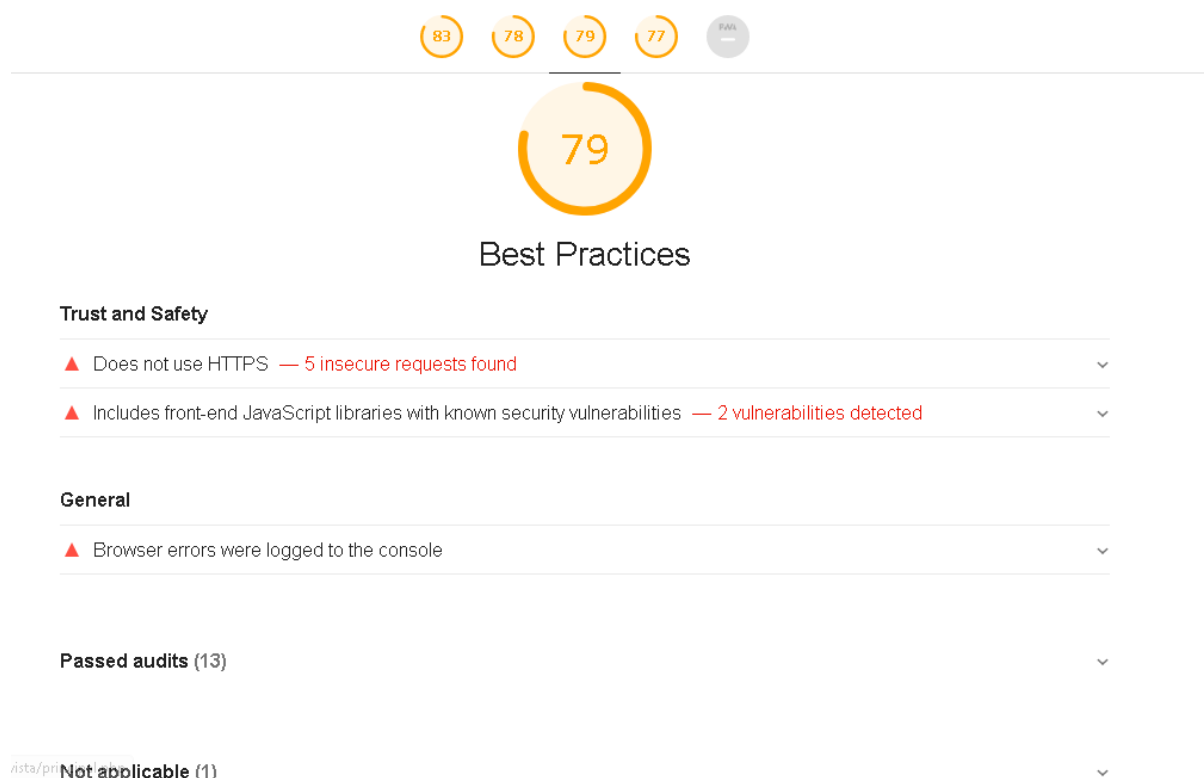 83 78 79 77 PWA
79
Best Practices
Trust and Safety
Does not use HTTPS — 5 insecure requests found
Includes front-end JavaScript libraries with known security vulnerabilities — 2 vulnerabilities detected
General
Browser errors were logged to the console
Passed audits (13)
Not applicable (1)